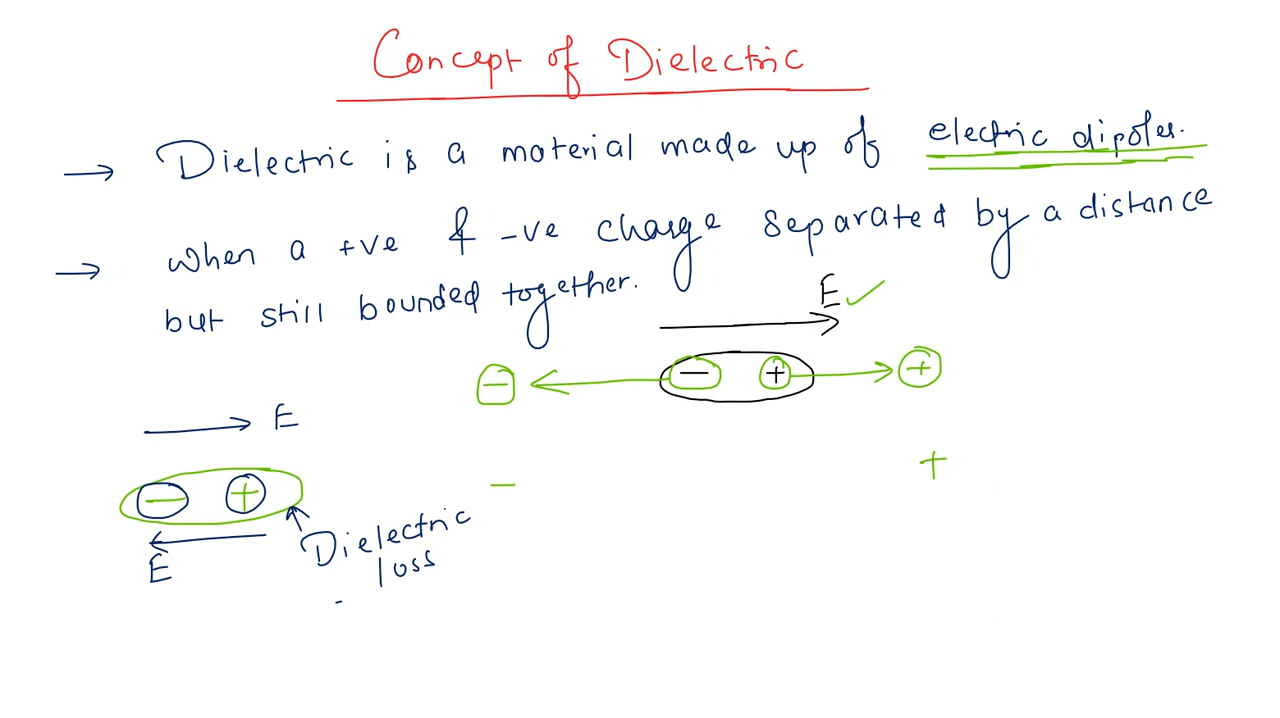 Concept of Dielectric
→ Dielectric is a material made up of electric dipoles.
→ when a +ve & -ve charge separated by a distance
but still bounded together.
E ✓
− − + +
E
− +
− +
E
Dielectric
loss
-